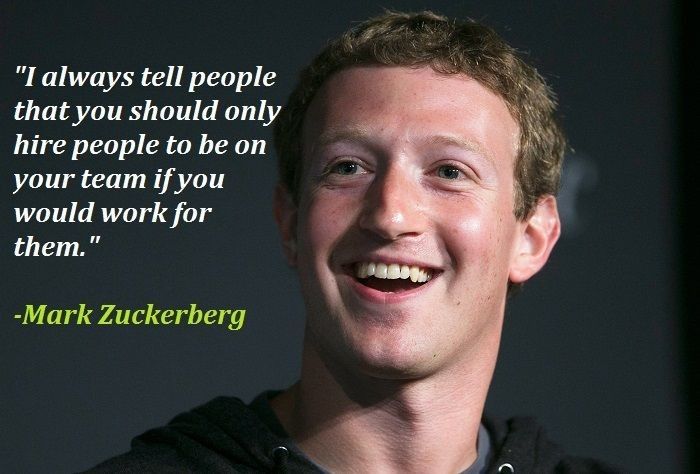 "I always tell people
that you should only
hire people to be on
your team if you
would work for
them."
-Mark Zuckerberg